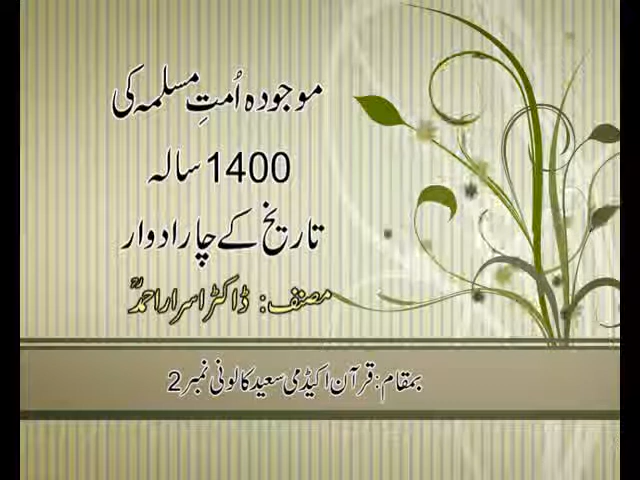 موجودہ اُمتِ مسلمہ کی
1400 سالہ
تاریخ کے چار ادوار
مصنف: ڈاکٹر اسرار احمدؒ
بمقام: قرآن اکیڈمی سعید کالونی نمبر 2